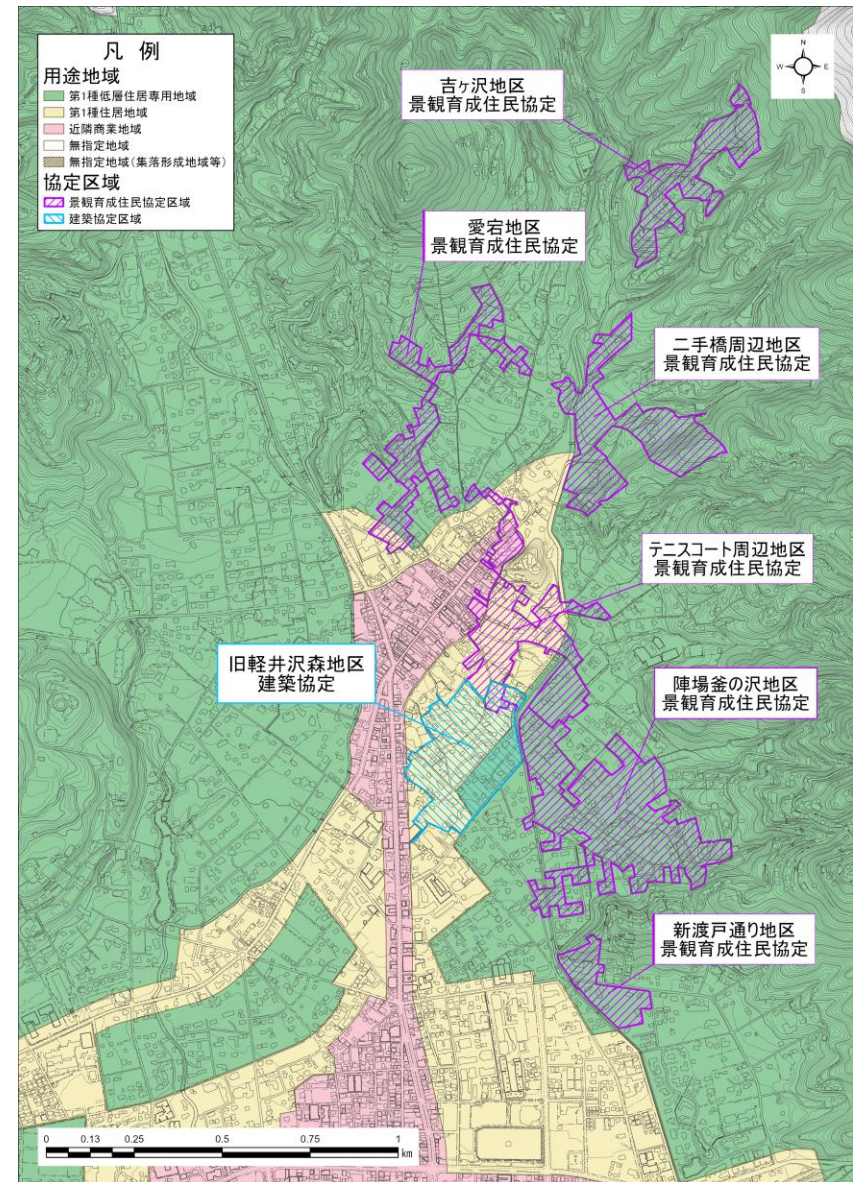 凡 例
用途地域
第1種低層住居専用地域
第1種住居地域
近隣商業地域
無指定地域
無指定地域(集落形成地域等)
協定区域
景観育成住民協定区域
建築協定区域
N
W
E
S
吉ヶ沢地区
景観育成住民協定
愛宕地区
景観育成住民協定
二手橋周辺地区
景観育成住民協定
テニスコート周辺地区
景観育成住民協定
旧軽井沢森地区
建築協定
陣場釜の沢地区
景観育成住民協定
新渡戸通り地区
景観育成住民協定
0 0.13 0.25 0.5 0.75 1
km